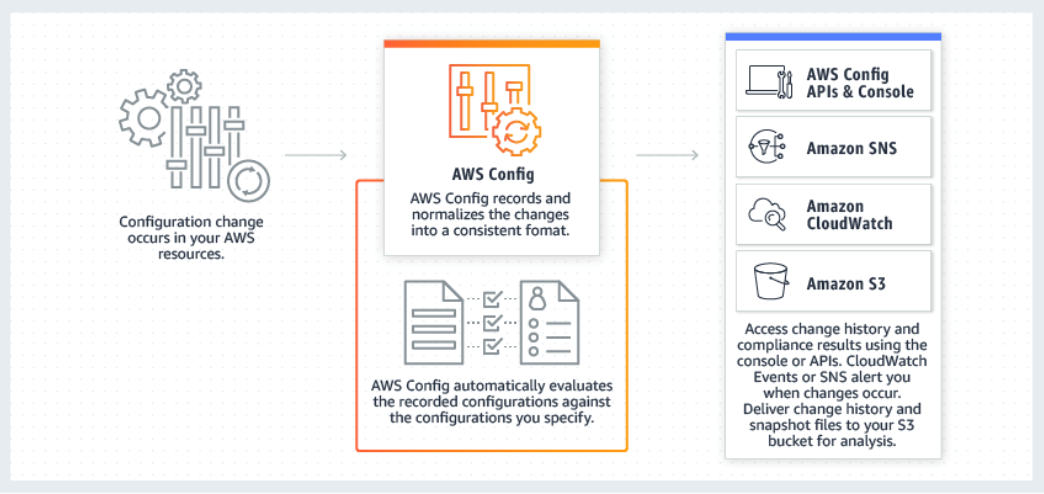 Configuration change
occurs in your AWS
resources.
AWS Config
AWS Config records and
normalizes the changes
into a consistent fomat.
AWS Config automatically evaluates
the recorded configurations against
the configurations you specify.
AWS Config
APIs & Console
Amazon SNS
Amazon
CloudWatch
Amazon S3
Access change history and
compliance results using the
console or APIs. CloudWatch
Events or SNS alert you
when changes occur.
Deliver change history and
snapshot files to your S3
bucket for analysis.